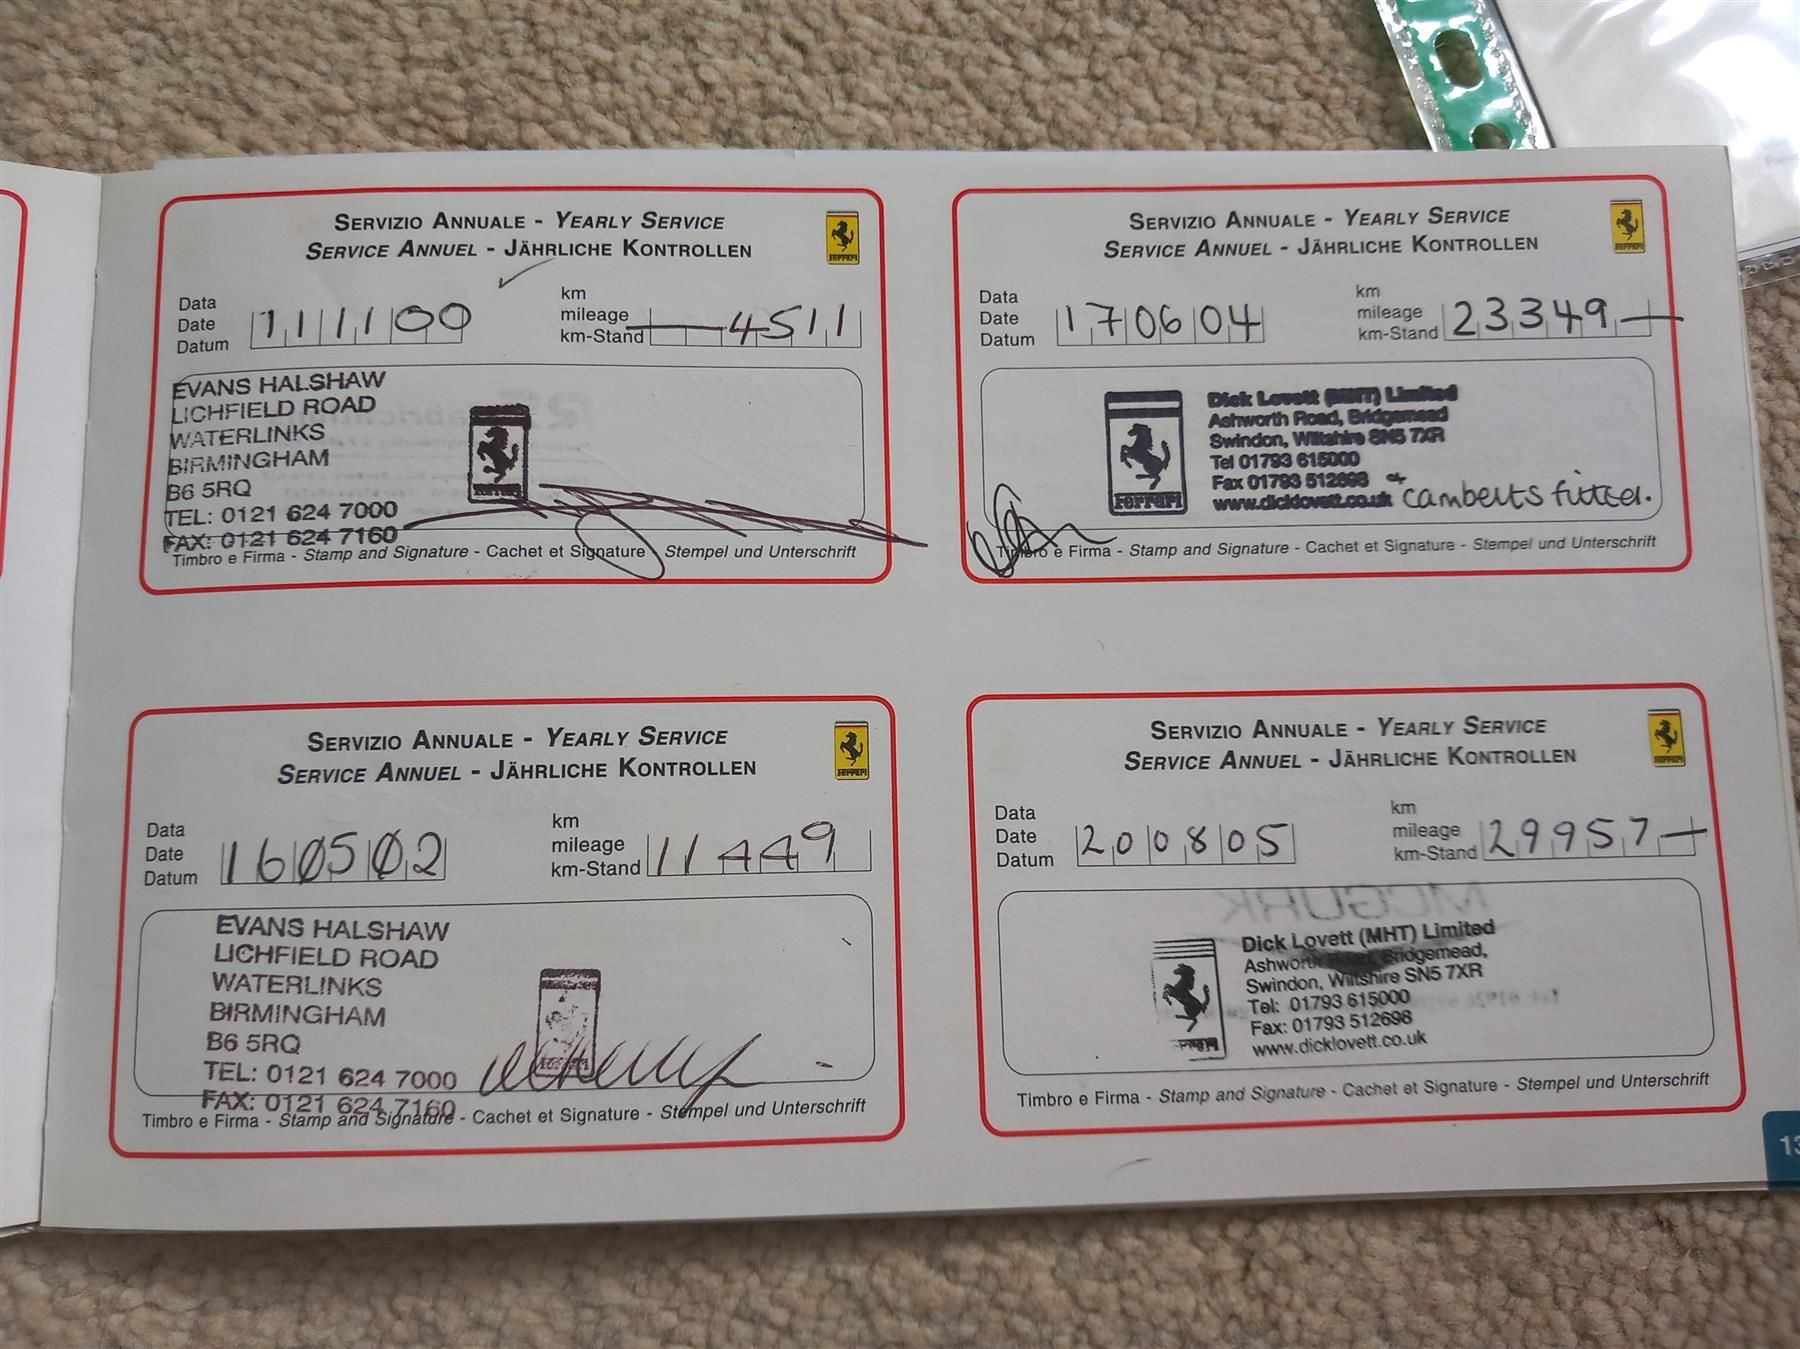 SERVIZIO ANNUALE - YEARLY SERVICE
SERVICE ANNUEL - JÄHRLICHE KONTROLLEN
Ferrari
Data
Date
Datum
111100
km
mileage
km-Stand
4511
EVANS HALSHAW
LICHFIELD ROAD
WATERLINKS
BIRMINGHAM
B6 5RQ
TEL: 0121 624 7000
FAX: 0121 624 7160
Ferrari
Timbro e Firma - Stamp and Signature - Cachet et Signature - Stempel und Unterschrift
SERVIZIO ANNUALE - YEARLY SERVICE
SERVICE ANNUEL - JÄHRLICHE KONTROLLEN
Ferrari
Data
Date
Datum
170604
km
mileage
km-Stand
23349
Dick Lovett (MHT) Limited
Ashworth Road, Bridgemead
Swindon, Wiltshire SN5 7XR
Tel 01793 615000
Fax 01793 512698
www.dicklovett.co.uk + cambelts fitted.
Ferrari
Timbro e Firma - Stamp and Signature - Cachet et Signature - Stempel und Unterschrift
SERVIZIO ANNUALE - YEARLY SERVICE
SERVICE ANNUEL - JÄHRLICHE KONTROLLEN
Ferrari
Data
Date
Datum
160502
km
mileage
km-Stand
11449
EVANS HALSHAW
LICHFIELD ROAD
WATERLINKS
BIRMINGHAM
B6 5RQ
TEL: 0121 624 7000
FAX: 0121 624 7160
Timbro e Firma - Stamp and Signature - Cachet et Signature - Stempel und Unterschrift
SERVIZIO ANNUALE - YEARLY SERVICE
SERVICE ANNUEL - JÄHRLICHE KONTROLLEN
Ferrari
Data
Date
Datum
200805
km
mileage
km-Stand
29957
MCGURK
Dick Lovett (MHT) Limited
Ashworth Road, Bridgemead,
Swindon, Wiltshire SN5 7XR
Tel: 01793 615000
Fax: 01793 512698
www.dicklovett.co.uk
Timbro e Firma - Stamp and Signature - Cachet et Signature - Stempel und Unterschrift
13